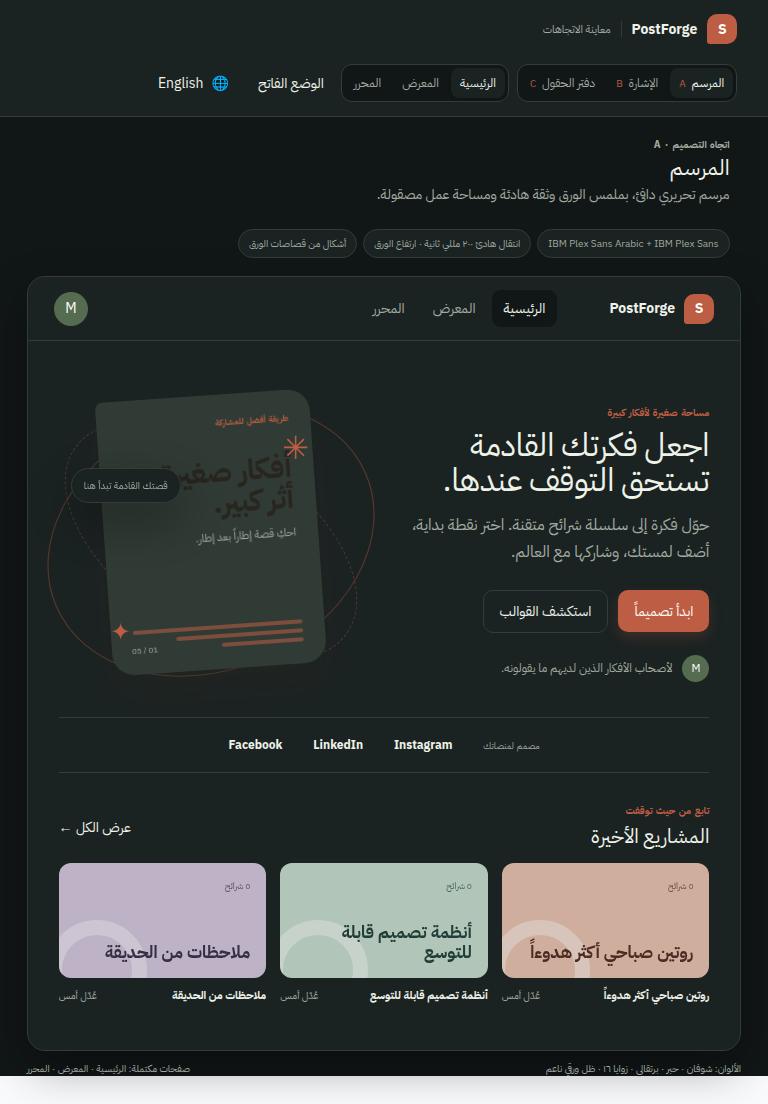 S PostForge معاينة الاتجاهات
المرسم A الإشارة B دفتر الحقول C الرئيسية المعرض المحرر الوضع الفاتح English
اتجاه التصميم · A
المرسم
مرسم تحريري دافئ، بملمس الورق وثقة هادئة ومساحة عمل مصقولة.
IBM Plex Sans Arabic + IBM Plex Sans انتقال هادئ ٢٠٠ مللي ثانية · ارتفاع الورق أشكال من قصاصات الورق
S PostForge الرئيسية المعرض المحرر M
مساحة صغيرة لأفكار كبيرة
اجعل فكرتك القادمة
تستحق التوقف عندها.
حوّل فكرة إلى سلسلة شرائح متقنة. اختر نقطة بداية،
أضف لمستك، وشاركها مع العالم.
ابدأ تصميماً استكشف القوالب
M لأصحاب الأفكار الذين لديهم ما يقولونه.
طريقة أفضل للمشاركة
أفكار صغيرة
أثر كبير.
احكِ قصة إطاراً بعد إطار.
قصتك القادمة تبدأ هنا
05 / 01
مصمم لمنصاتك Instagram LinkedIn Facebook
تابع من حيث توقفت
المشاريع الأخيرة
عرض الكل ←
٥ شرائح
روتين صباحي أكثر هدوءاً
روتين صباحي أكثر هدوءاً عُدّل أمس
٥ شرائح
أنظمة تصميم قابلة
للتوسع
أنظمة تصميم قابلة للتوسع عُدّل أمس
٥ شرائح
ملاحظات من الحديقة
ملاحظات من الحديقة عُدّل أمس
الألوان: شوفان · حبر · برتقالي · زوايا ١٦ · ظل ورقي ناعم
صفحات مكتملة: الرئيسية · المعرض · المحرر